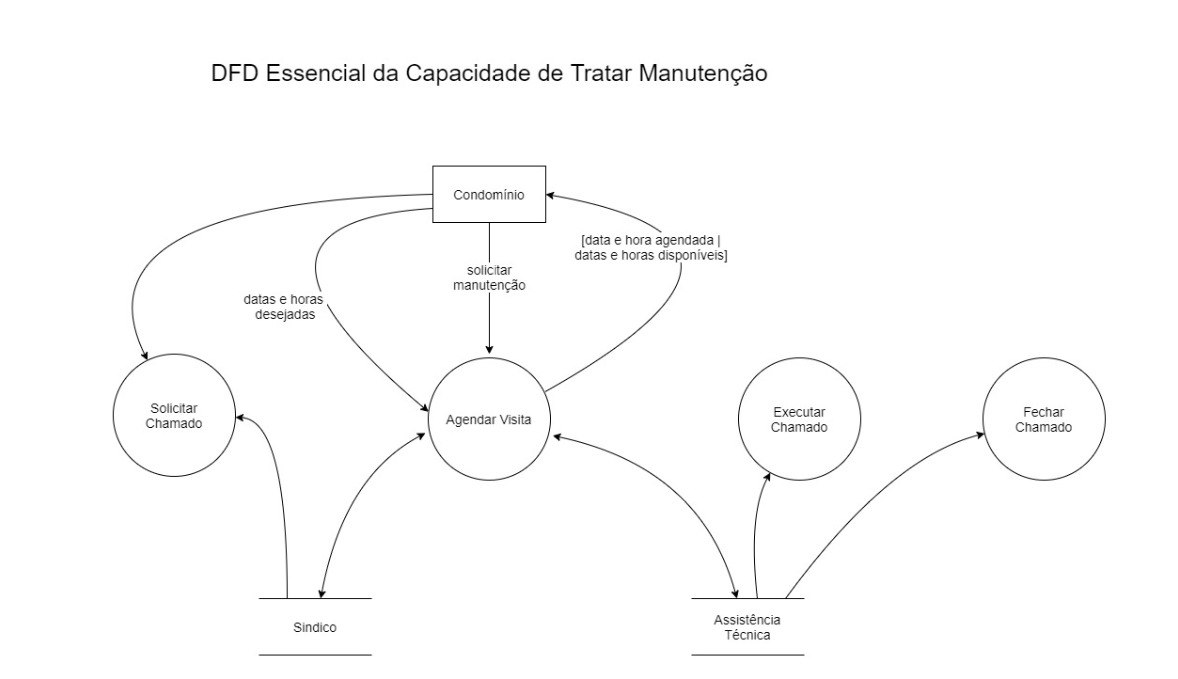 DFD Essencial da Capacidade de Tratar Manutenção
Condomínio
[data e hora agendada |
datas e horas disponíveis]
solicitar
manutenção
datas e horas
desejadas
Solicitar
Chamado
Agendar Visita
Executar
Chamado
Fechar
Chamado
Sindico
Assistência
Técnica